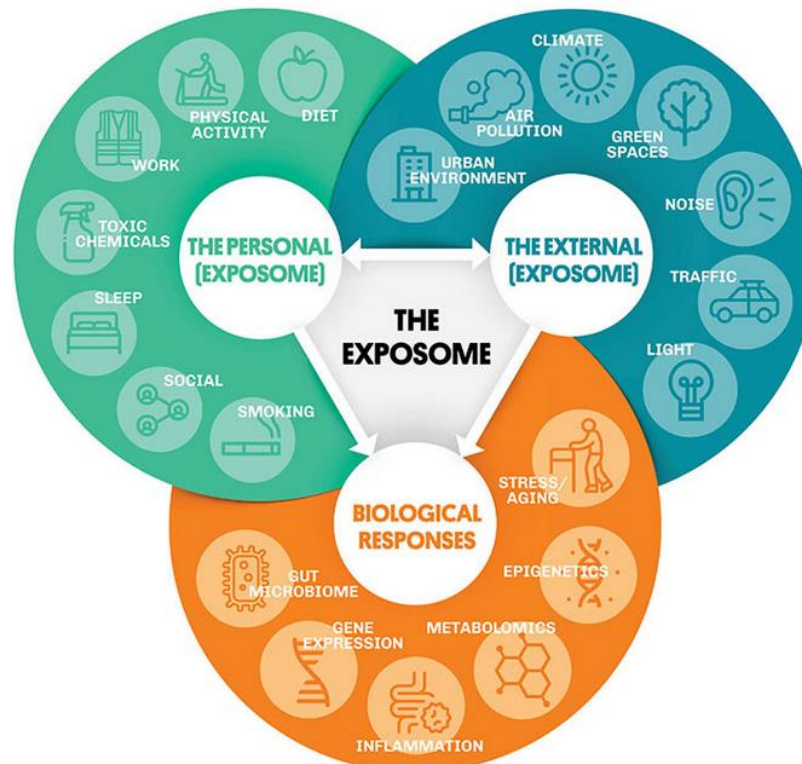 PHYSICAL
ACTIVITY
DIET
WORK
TOXIC
CHEMICALS
SLEEP
SOCIAL
SMOKING
THE PERSONAL
(EXPOSOME)
CLIMATE
AIR
POLLUTION
GREEN
SPACES
URBAN
ENVIRONMENT
NOISE
TRAFFIC
LIGHT
THE EXTERNAL
(EXPOSOME)
THE
EXPOSOME
BIOLOGICAL
RESPONSES
STRESS/
AGING
EPIGENETICS
METABOLOMICS
INFLAMMATION
GENE
EXPRESSION
GUT
MICROBIOME